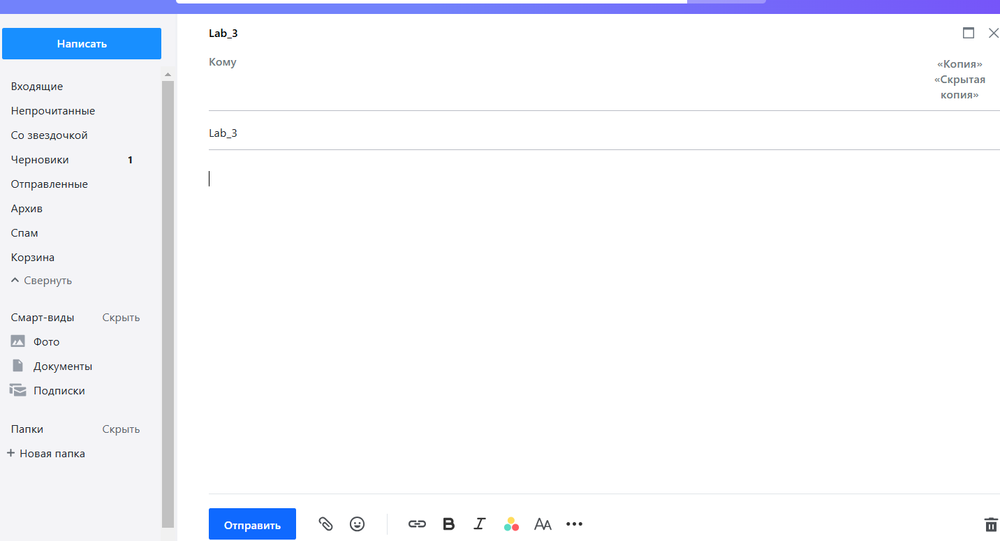 Написать
Входящие
Непрочитанные
Со звездочкой
Черновики 1
Отправленные
Архив
Спам
Корзина
Свернуть
Смарт-виды Скрыть
Фото
Документы
Подписки
Папки Скрыть
+ Новая папка
Lab_3
Кому
«Копия»
«Скрытая
копия»
Lab_3
Отправить
B I AA